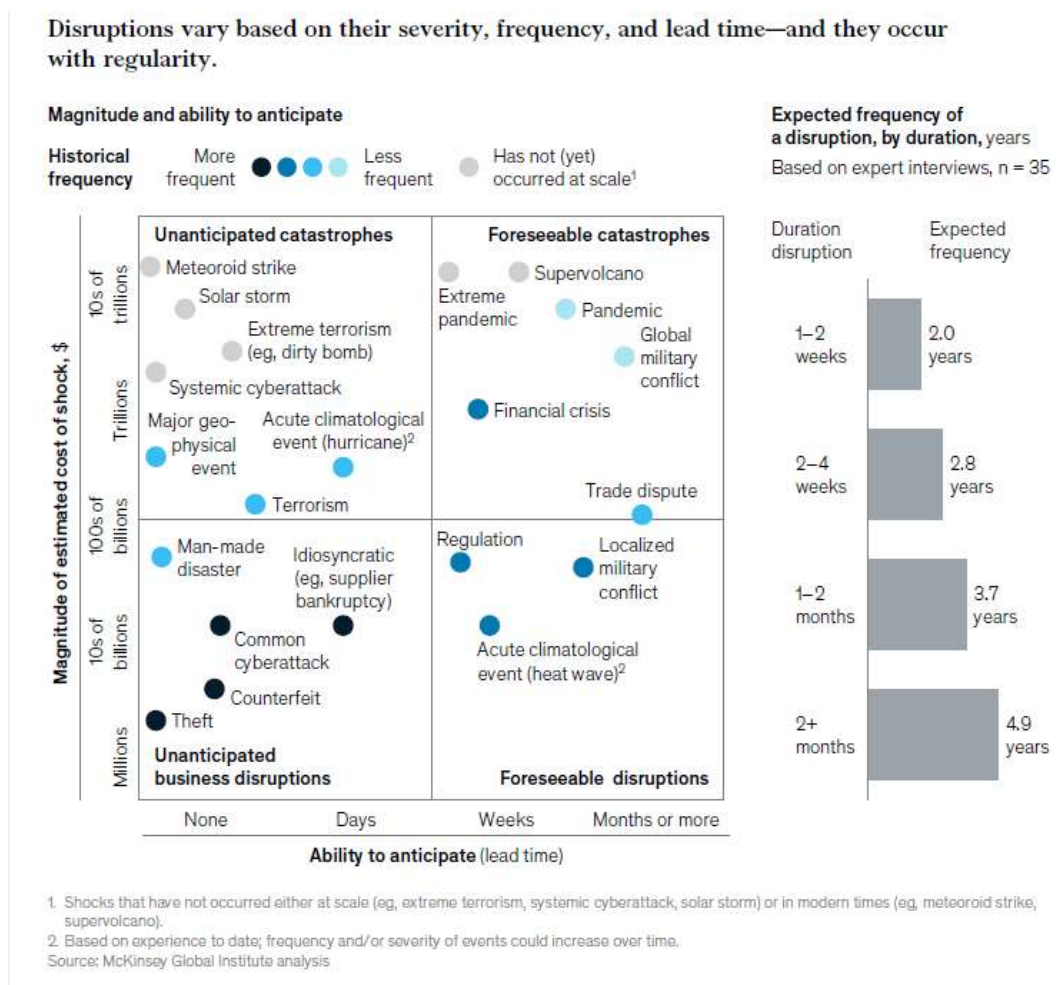 Disruptions vary based on their severity, frequency, and lead time—and they occur
with regularity.
Magnitude and ability to anticipate
Historical
frequency
More
frequent
Less
frequent
Has not (yet)
occurred at scale1
Magnitude of estimated cost of shock, $
10s of
trillions
Trillions
100s of
billions
10s of
billions
Millions
Unanticipated catastrophes
Meteoroid strike
Solar storm
Extreme terrorism
(eg, dirty bomb)
Systemic cyberattack
Major geo-
physical
event
Acute climatological
event (hurricane)2
Terrorism
Foreseeable catastrophes
Supervolcano
Extreme
pandemic
Pandemic
Global
military
conflict
Financial crisis
Trade dispute
Man-made
disaster
Idiosyncratic
(eg, supplier
bankruptcy)
Common
cyberattack
Counterfeit
Theft
Unanticipated
business disruptions
Regulation
Localized
military
conflict
Acute climatological
event (heat wave)2
Foreseeable disruptions
None
Days
Weeks
Months or more
Ability to anticipate (lead time)
Expected frequency of
a disruption, by duration, years
Based on expert interviews, n = 35
Duration
disruption
Expected
frequency
1–2
weeks
2.0
years
2–4
weeks
2.8
years
1–2
months
3.7
years
2+
months
4.9
years
1. Shocks that have not occurred either at scale (eg, extreme terrorism, systemic cyberattack, solar storm) or in modern times (eg, meteoroid strike,
supervolcano).
2. Based on experience to date; frequency and/or severity of events could increase over time.
Source: McKinsey Global Institute analysis